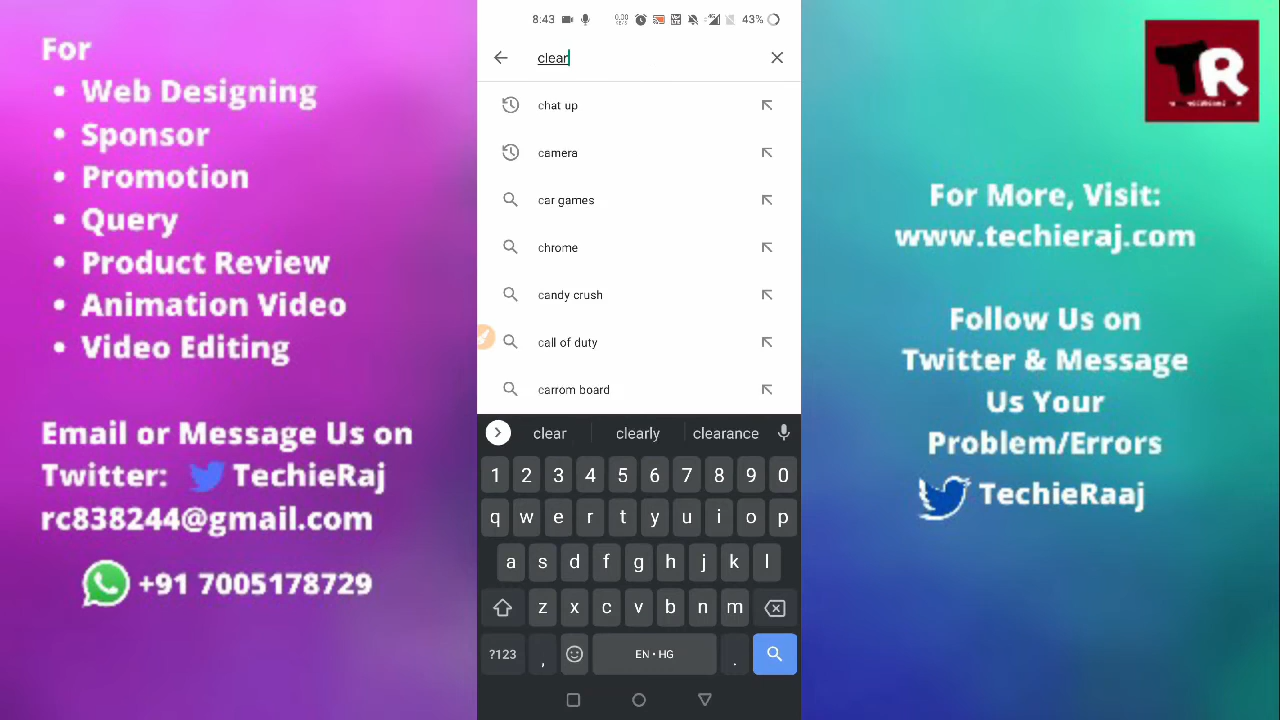 For
• Web Designing
• Sponsor
• Promotion
• Query
• Product Review
• Animation Video
• Video Editing
Email or Message Us on
Twitter: TechieRaj
rc838244@gmail.com
+91 7005178729
8:43
43%
clear
chat up
camera
car games
chrome
candy crush
call of duty
carrom board
clear clearly clearance
1 2 3 4 5 6 7 8 9 0
q w e r t y u i o p
a s d f g h j k l
z x c v b n m
?123 , EN • HG .
TR
For More, Visit:
www.techieraj.com
Follow Us on
Twitter & Message
Us Your
Problem/Errors
TechieRaaj